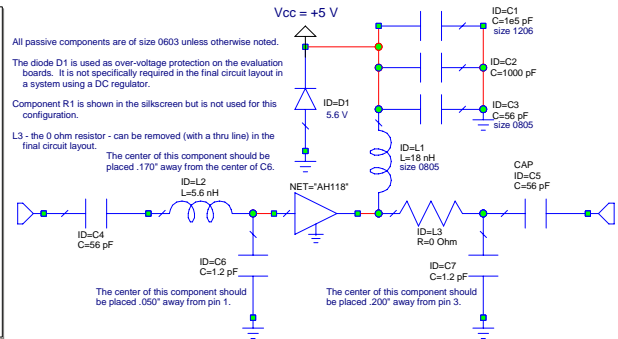 Vcc = +5 V
ID=C1
C=1e5 pF
size 1206
All passive components are of size 0603 unless otherwise noted.
The diode D1 is used as over-voltage protection on the evaluation
boards. It is not specifically required in the final circuit layout in
a system using a DC regulator.
ID=C2
C=1000 pF
Component R1 is shown in the silkscreen but is not used for this
configuration.
ID=D1
5.6 V
ID=C3
C=56 pF
size 0805
L3 - the 0 ohm resistor - can be removed (with a thru line) in the
final circuit layout.
The center of this component should be
placed .170" away from the center of C6.
ID=L1
L=18 nH
size 0805
ID=L2
L=5.6 nH
NET="AH118"
CAP
ID=C5
C=56 pF
ID=C4
C=56 pF
ID=L3
R=0 Ohm
ID=C6
C=1.2 pF
ID=C7
C=1.2 pF
The center of this component should
be placed .050" away from pin 1.
The center of this component should
be placed .200" away from pin 3.